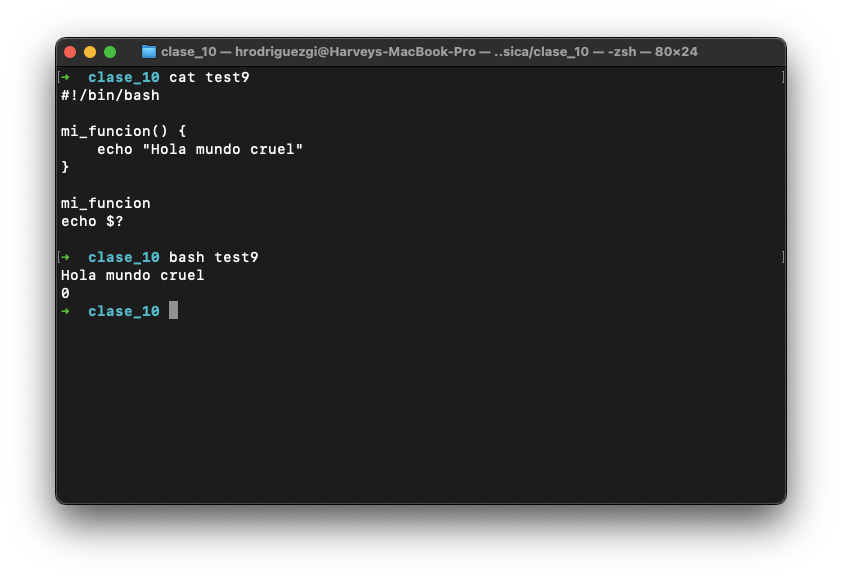 clase_10 — hrodriguezgi@Harveys-MacBook-Pro — ..sica/clase_10 — -zsh — 80×24
[➜  clase_10 cat test9 ]
#!/bin/bash

mi_funcion() {
    echo "Hola mundo cruel"
}

mi_funcion
echo $?

[➜  clase_10 bash test9 ]
Hola mundo cruel
0
➜  clase_10